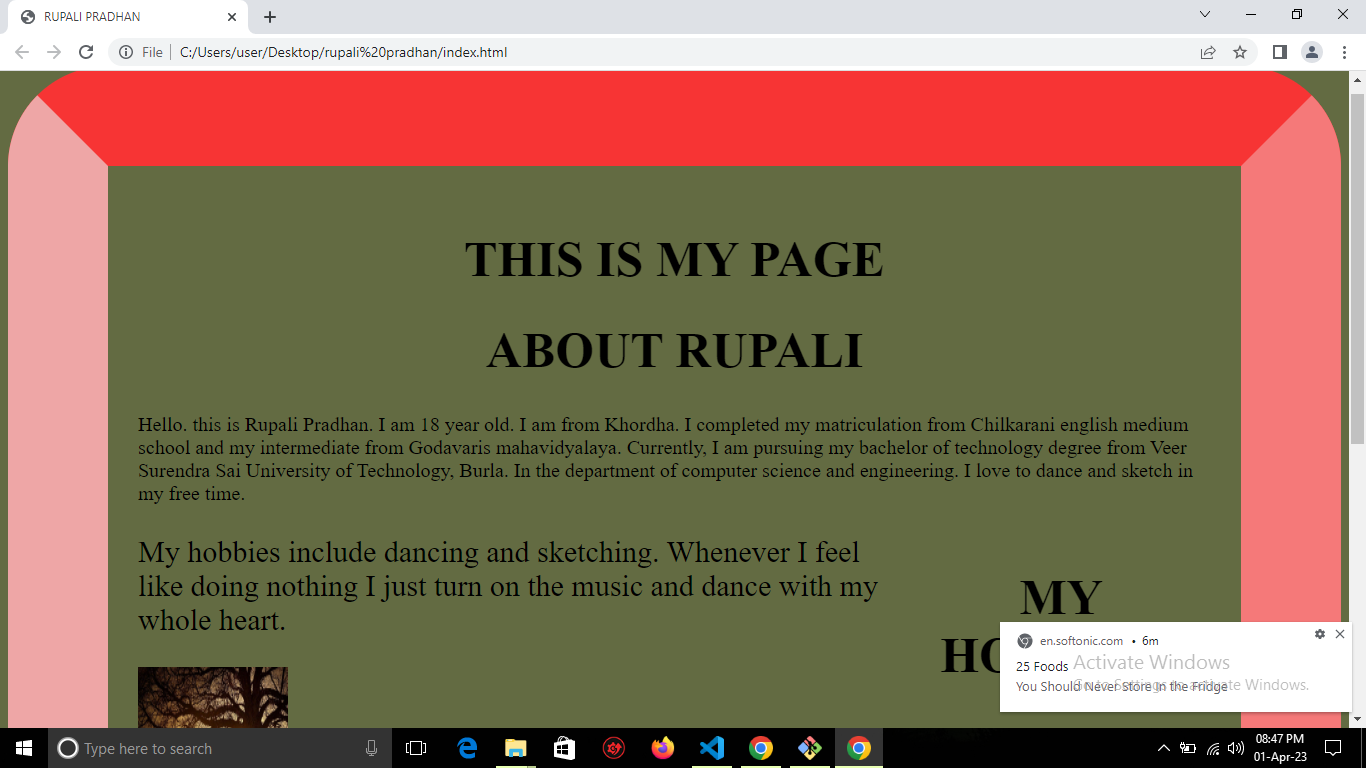 RUPALI PRADHAN
File
C:/Users/user/Desktop/rupali%20pradhan/index.html
THIS IS MY PAGE
ABOUT RUPALI
Hello. this is Rupali Pradhan. I am 18 year old. I am from Khordha. I completed my matriculation from Chilkarani english medium
school and my intermediate from Godavaris mahavidyalaya. Currently, I am pursuing my bachelor of technology degree from Veer
Surendra Sai University of Technology, Burla. In the department of computer science and engineering. I love to dance and sketch in
my free time.
My hobbies include dancing and sketching. Whenever I feel
like doing nothing I just turn on the music and dance with my
whole heart.
MY
HO
en.softonic.com • 6m
25 Foods
You Should Never Store in the Fridge
Activate Windows
Go to Settings to activate Windows.
Type here to search
08:47 PM
01-Apr-23